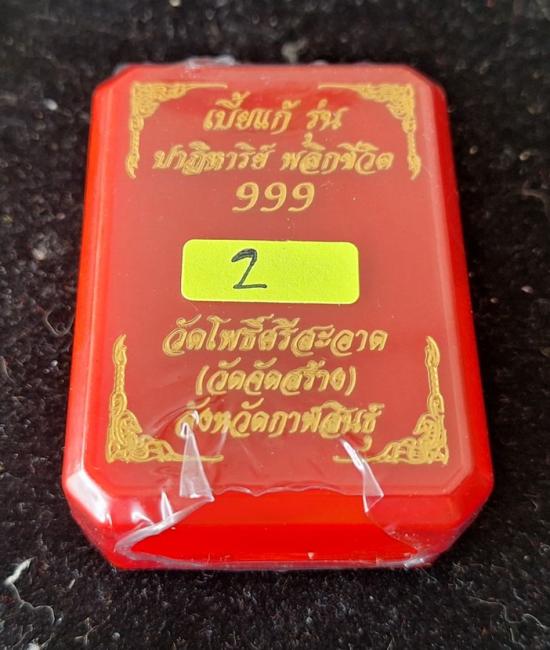 เบี้ยแก้ รุ่น
ปาฏิหาริย์ พลิกชีวิต
999
2
วัดโพธิ์ศรีสะอาด
(วัดจัดสร้าง)
จังหวัดกาฬสินธุ์